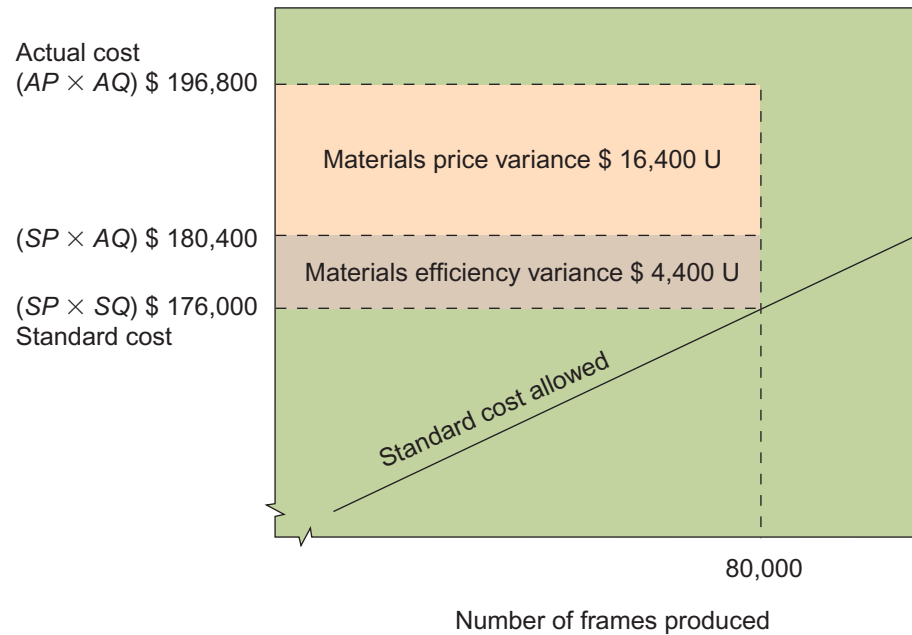 Actual cost
(AP × AQ) $ 196,800
Materials price variance $ 16,400 U
(SP × AQ) $ 180,400
Materials efficiency variance $ 4,400 U
(SP × SQ) $ 176,000
Standard cost
Standard cost allowed
80,000
Number of frames produced